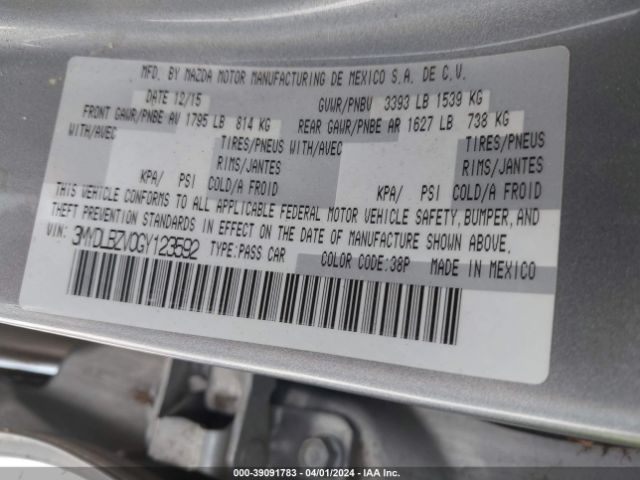 MFD. BY MAZDA MOTOR MANUFACTURING DE MEXICO S.A. DE C.V.
DATE 12/15 GVWR/PNBV 3393 LB 1539 KG
FRONT GAWR/PNBE AV 1795 LB 814 KG REAR GAWR/PNBE AR 1627 LB 738 KG
WITH/AVEC TIRES/PNEUS WITH/AVEC TIRES/PNEUS
RIMS/JANTES RIMS/JANTES
KPA/ PSI COLD/A FROID KPA/ PSI COLD/A FROID
THIS VEHICLE CONFORMS TO ALL APPLICABLE FEDERAL MOTOR VEHICLE SAFETY, BUMPER, AND
THEFT PREVENTION STANDARDS IN EFFECT ON THE DATE OF MANUFACTURE SHOWN ABOVE.
VIN: 3MYDLBZV0GY123592 TYPE:PASS CAR COLOR CODE:38P MADE IN MEXICO
000-39091783 / 04/01/2024 / IAA Inc.